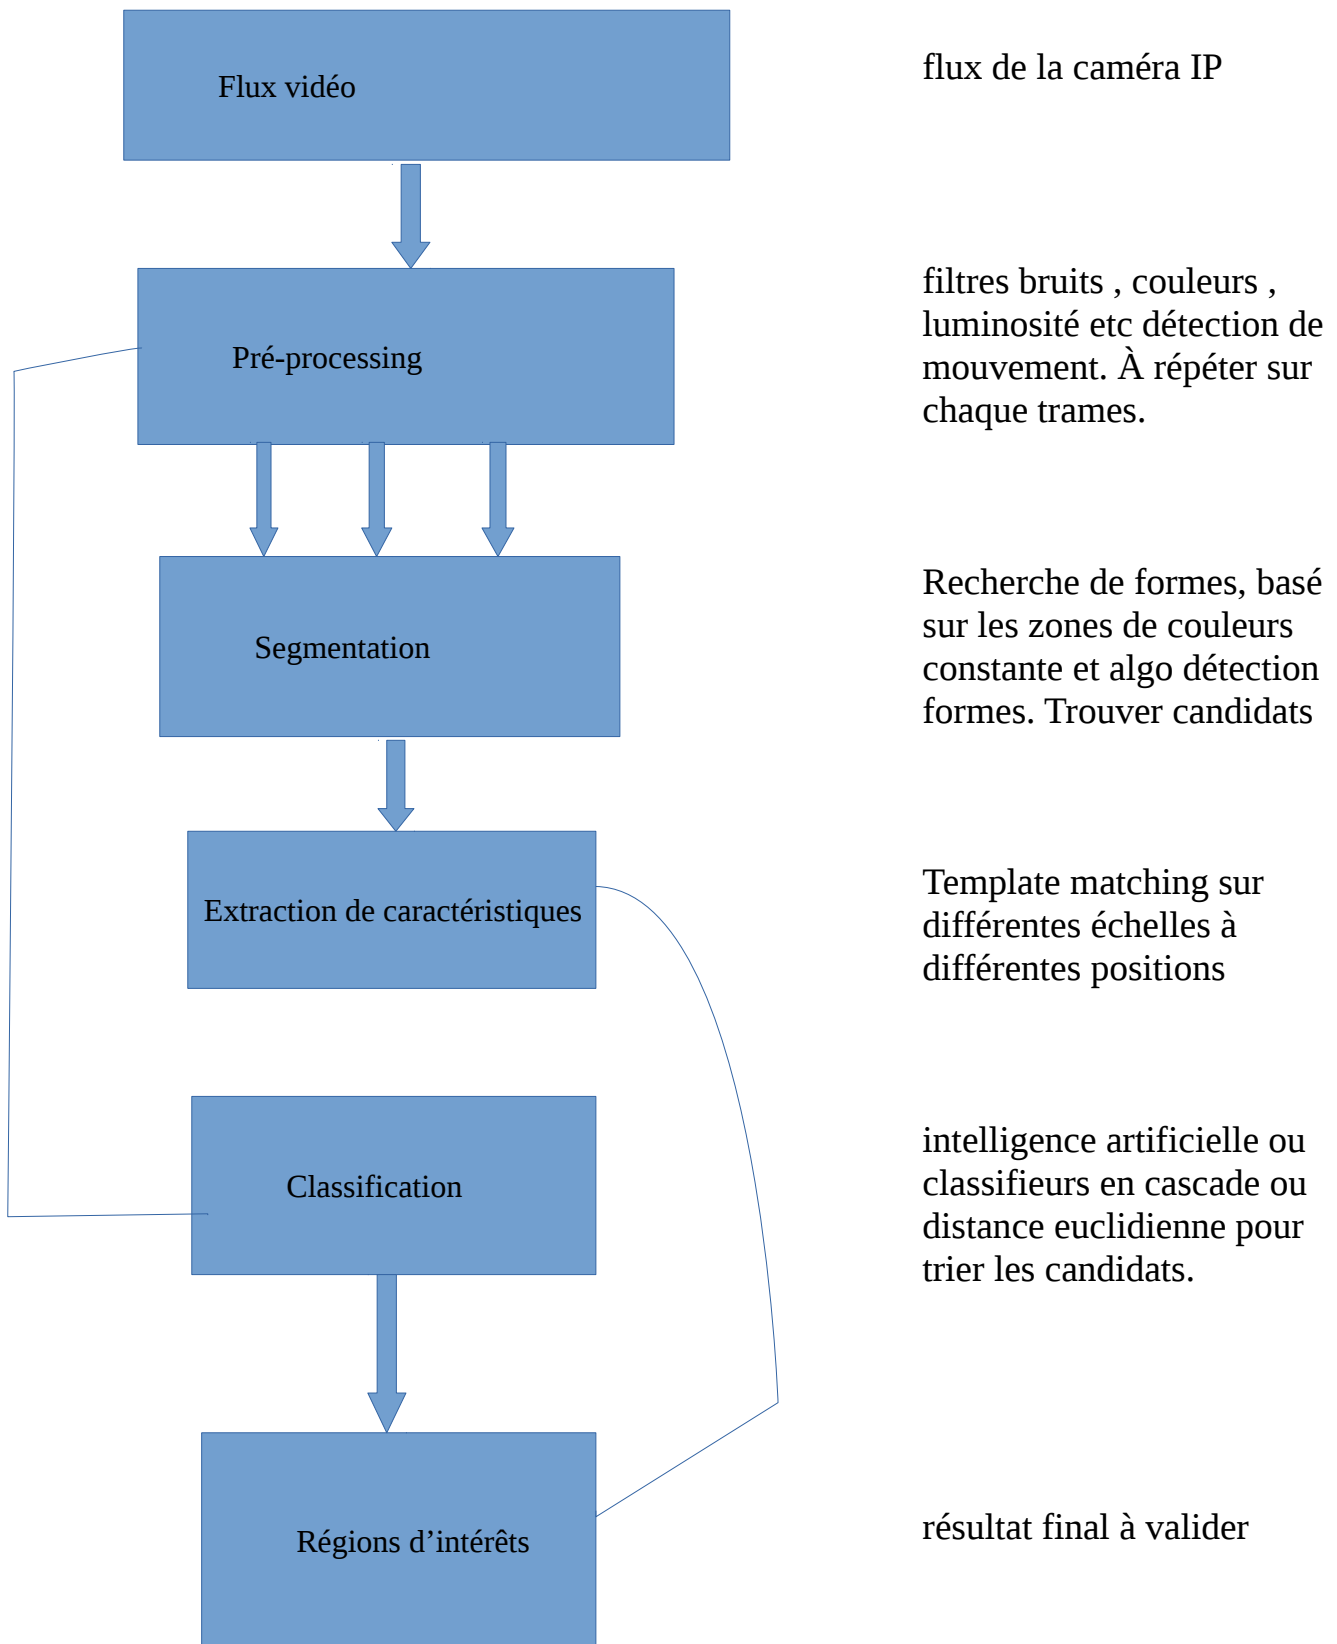 Flux vidéo
flux de la caméra IP
Pré-processing
filtres bruits , couleurs ,
luminosité etc détection de
mouvement. À répéter sur
chaque trames.
Segmentation
Recherche de formes, basé
sur les zones de couleurs
constante et algo détection
formes. Trouver candidats
Extraction de caractéristiques
Template matching sur
différentes échelles à
différentes positions
Classification
intelligence artificielle ou
classifieurs en cascade ou
distance euclidienne pour
trier les candidats.
Régions d’intérêts
résultat final à valider